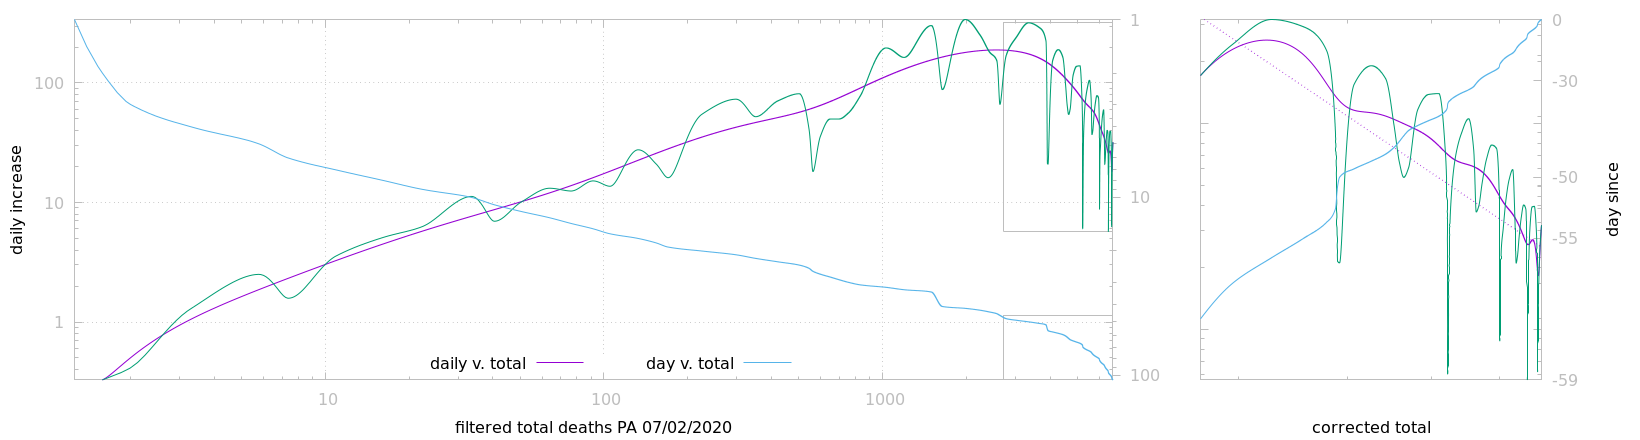 daily increase
100
10
1
10
100
1000
1
10
100
daily v. total
day v. total
filtered total deaths PA 07/02/2020
0
-30
-50
-55
-59
day since
corrected total